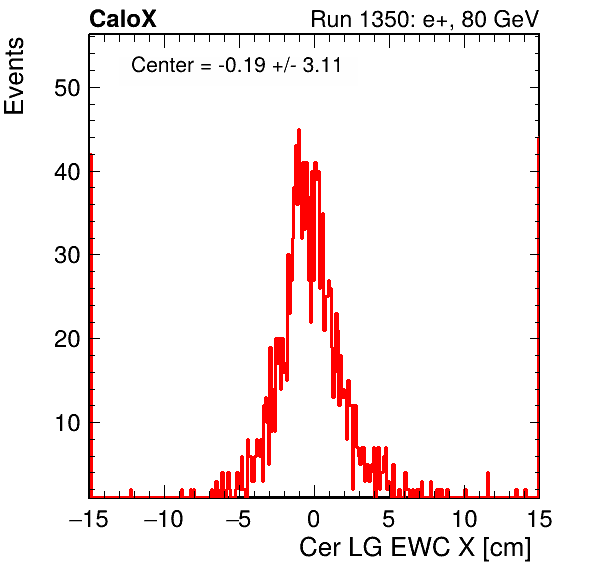 CaloX
Run 1350: e+, 80 GeV
Events
Center = -0.19 +/- 3.11
50
40
30
20
10
−15
−10
−5
0
5
10
15
Cer LG EWC X [cm]